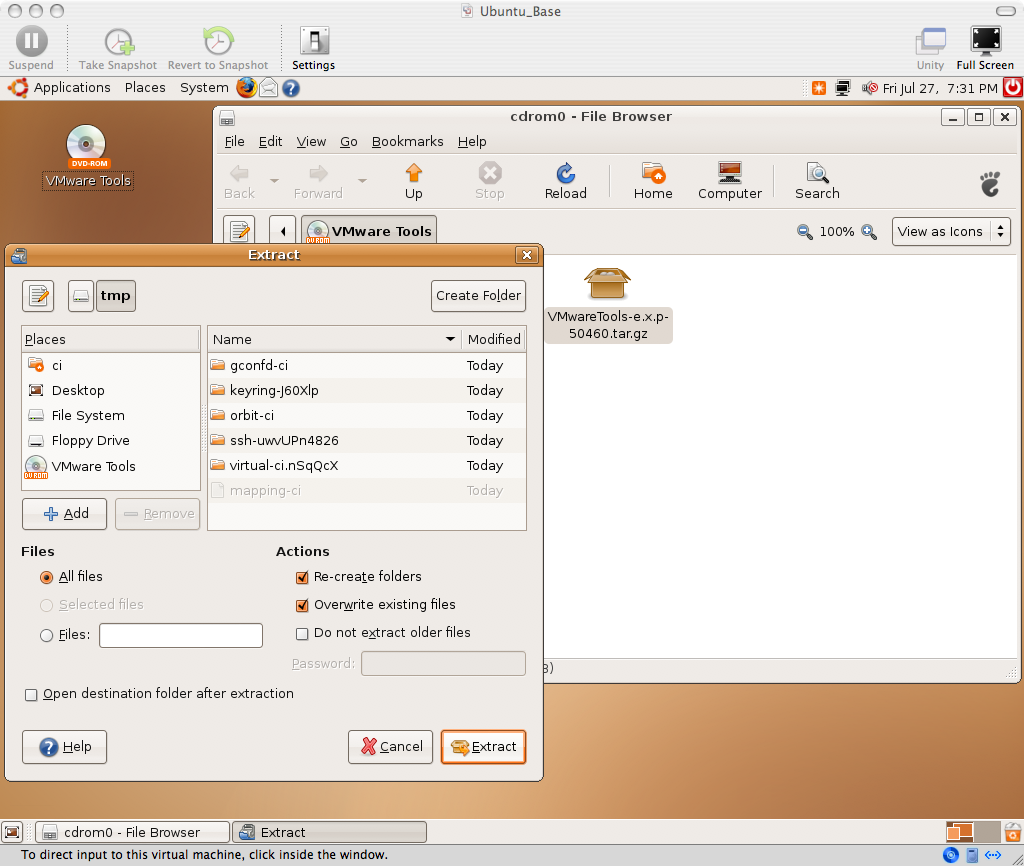 Ubuntu_Base
Suspend
Take Snapshot
Revert to Snapshot
Settings
Unity
Full Screen
Applications Places System
Fri Jul 27, 7:31 PM
DVD-ROM
VMware Tools
cdrom0 - File Browser
File Edit View Go Bookmarks Help
Back Forward Up Stop Reload Home Computer Search
VMware Tools
100%
View as Icons
VMwareTools-e.x.p-
50460.tar.gz
Extract
tmp
Create Folder
Places
ci
Desktop
File System
Floppy Drive
VMware Tools
Add
Remove
Name Modified
gconfd-ci Today
keyring-J60Xlp Today
orbit-ci Today
ssh-uwvUPn4826 Today
virtual-ci.nSqQcX Today
mapping-ci Today
Files
All files
Selected files
Files:
Actions
Re-create folders
Overwrite existing files
Do not extract older files
Password:
Open destination folder after extraction
Help
Cancel
Extract
cdrom0 - File Browser
Extract
To direct input to this virtual machine, click inside the window.